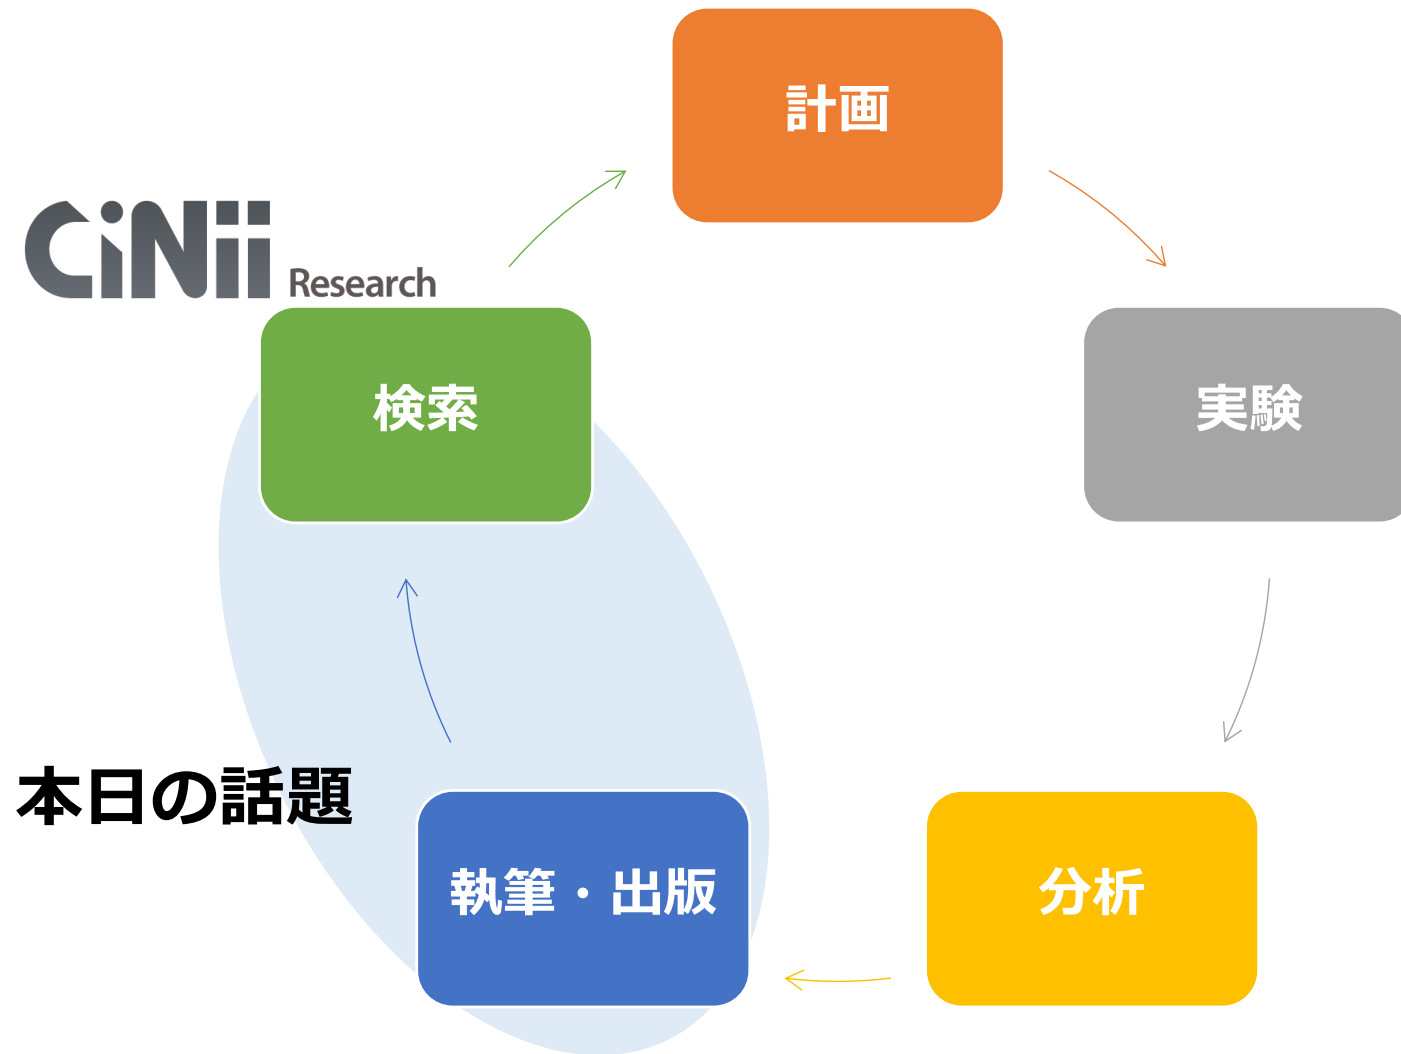 計画
CiNii Research
検索
実験
本日の話題
執筆・出版
分析